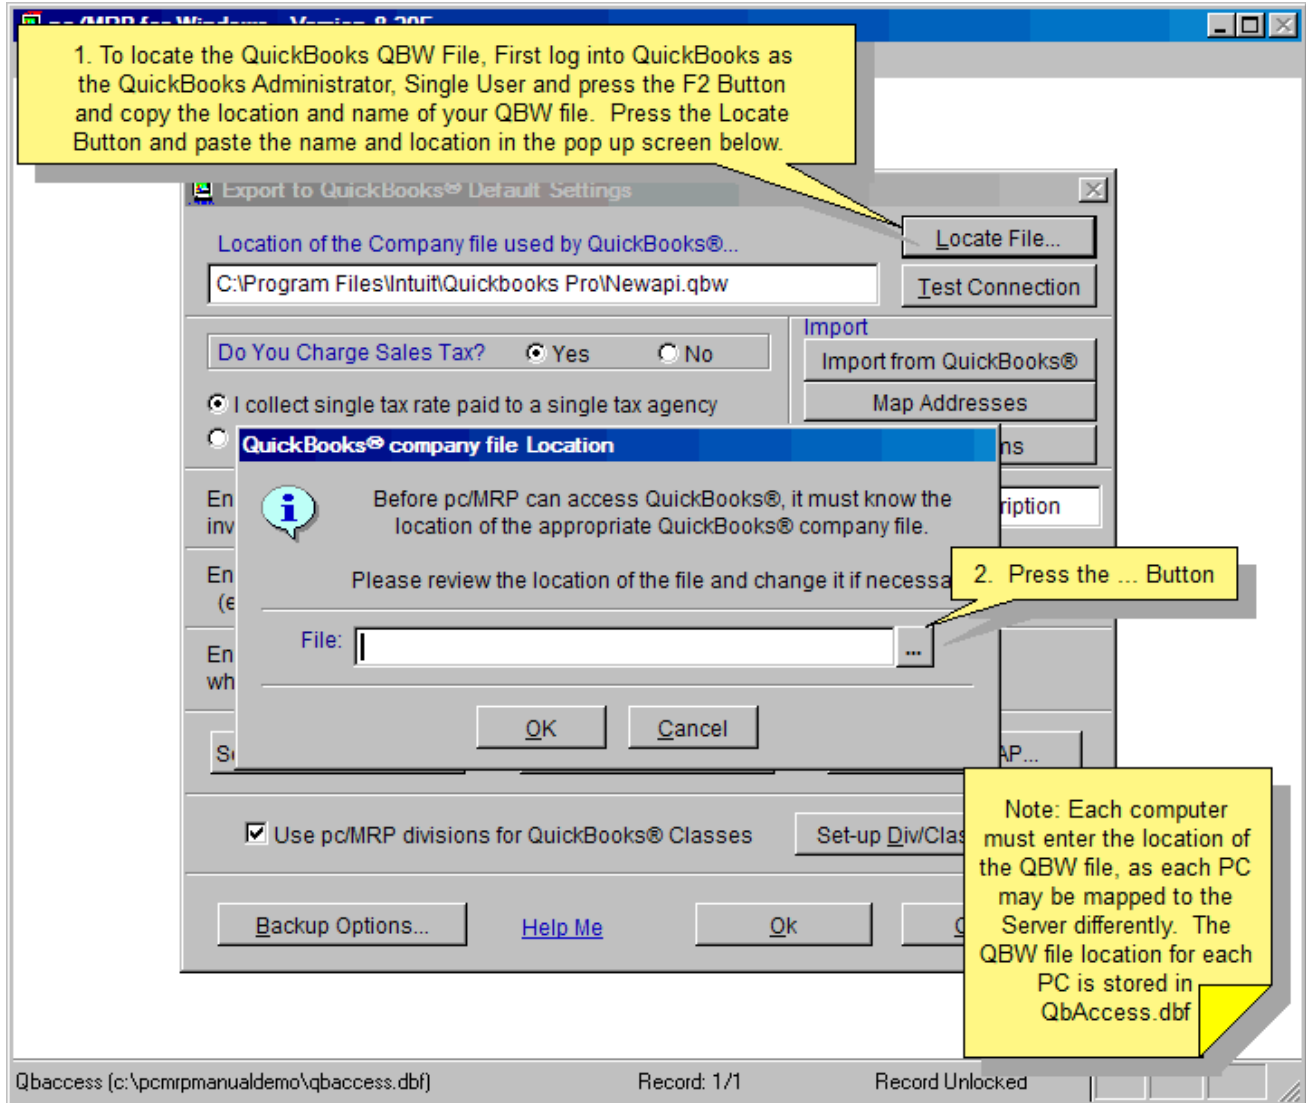 1. To locate the QuickBooks QBW File, First log into QuickBooks as
the QuickBooks Administrator, Single User and press the F2 Button
and copy the location and name of your QBW file. Press the Locate
Button and paste the name and location in the pop up screen below.
Export to QuickBooks® Default Settings
Location of the Company file used by QuickBooks®...
Locate File...
C:\Program Files\Intuit\Quickbooks Pro\Newapi.qbw
Test Connection
Do You Charge Sales Tax? Yes No
Import
Import from QuickBooks®
I collect single tax rate paid to a single tax agency
Map Addresses
QuickBooks® company file Location
Before pc/MRP can access QuickBooks®, it must know the
location of the appropriate QuickBooks® company file.
Please review the location of the file and change it if necessa
2. Press the ... Button
File:
...
OK
Cancel
AP...
Use pc/MRP divisions for QuickBooks® Classes
Set-up Div/Clas
Backup Options...
Help Me
Ok
Note: Each computer
must enter the location of
the QBW file, as each PC
may be mapped to the
Server differently. The
QBW file location for each
PC is stored in
QbAccess.dbf
Qbaccess (c:\pcmrpmanualdemo\qbaccess.dbf)
Record: 1/1
Record Unlocked